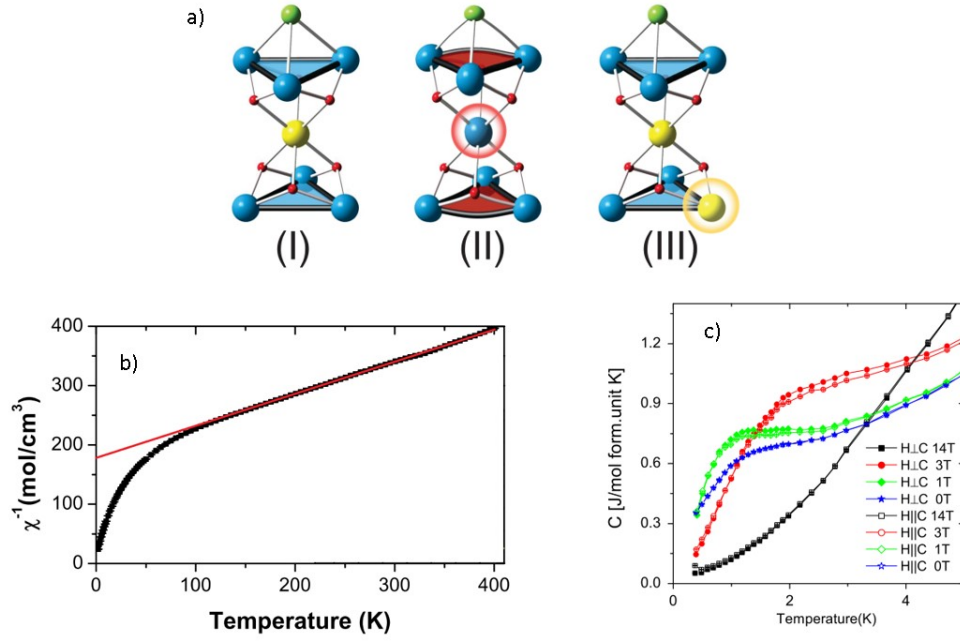 a)
(I) (II) (III)
b)
400
300
200
100
0
0 100 200 300 400
χ⁻¹(mol/cm³)
Temperature (K)
c)
1.2
0.9
0.6
0.3
0.0
0 2 4
C [J/mol form.unit K]
Temperature(K)
H⊥C 14T
H⊥C 3T
H⊥C 1T
H⊥C 0T
H||C 14T
H||C 3T
H||C 1T
H||C 0T